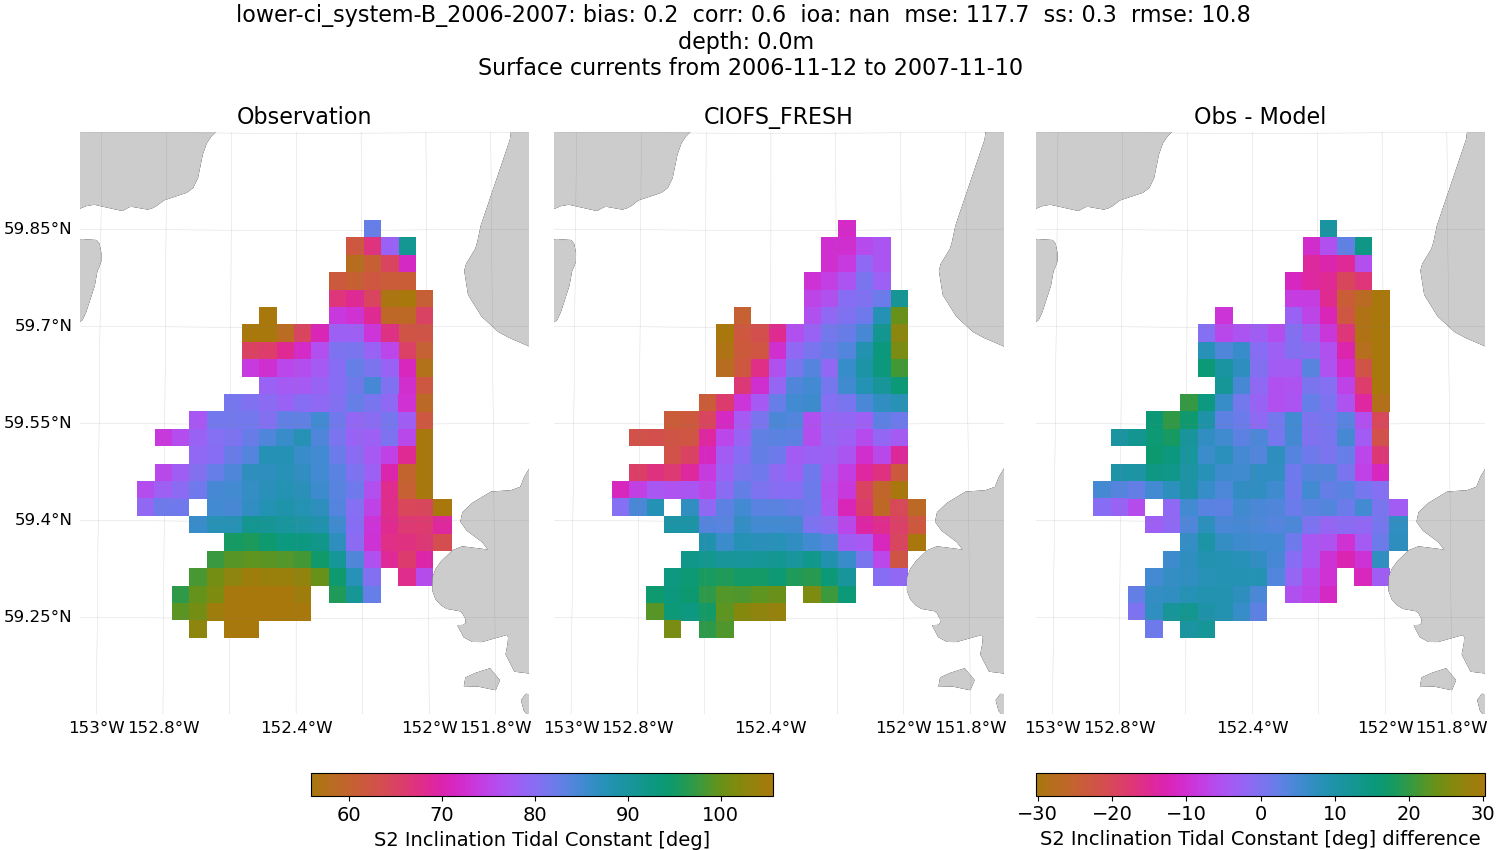 lower-ci_system-B_2006-2007: bias: 0.2  corr: 0.6  ioa: nan  mse: 117.7  ss: 0.3  rmse: 10.8
depth: 0.0m
Surface currents from 2006-11-12 to 2007-11-10
Observation
CIOFS_FRESH
Obs - Model
59.85°N
59.7°N
59.55°N
59.4°N
59.25°N
153°W 152.8°W 152.4°W 152°W 151.8°W
153°W 152.8°W 152.4°W 152°W 151.8°W
153°W 152.8°W 152.4°W 152°W 151.8°W
60 70 80 90 100
S2 Inclination Tidal Constant [deg]
−30 −20 −10 0 10 20 30
S2 Inclination Tidal Constant [deg] difference